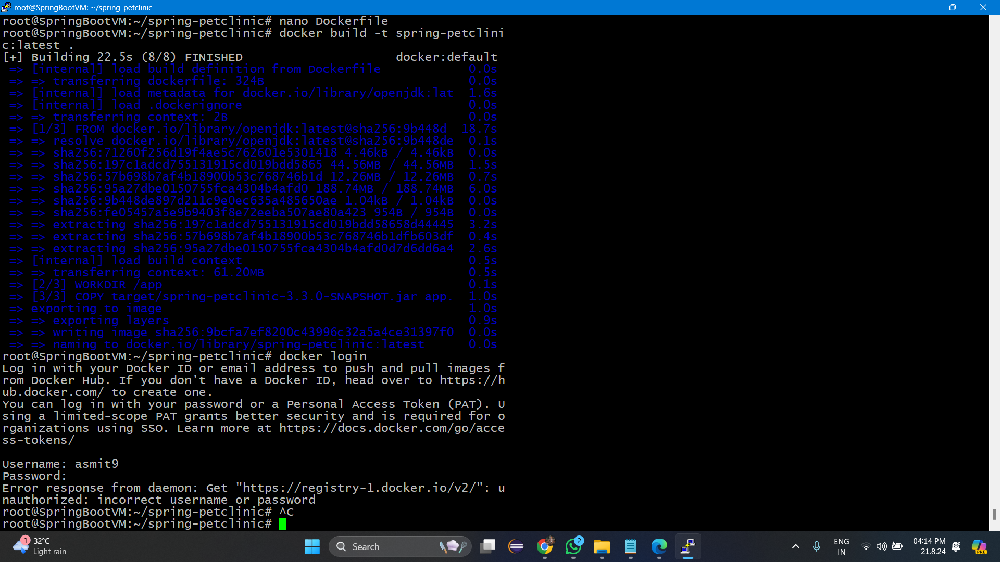 root@SpringBootVM: ~/spring-petclinic
root@SpringBootVM:~/spring-petclinic# nano Dockerfile
root@SpringBootVM:~/spring-petclinic# docker build -t spring-petclini
c:latest .
[+] Building 22.5s (8/8) FINISHED docker:default
=> [internal] load build definition from Dockerfile 0.0s
=> => transferring dockerfile: 324B 0.0s
=> [internal] load metadata for docker.io/library/openjdk:lat 1.6s
=> [internal] load .dockerignore 0.0s
=> => transferring context: 2B 0.0s
=> [1/3] FROM docker.io/library/openjdk:latest@sha256:9b448d 18.7s
=> => resolve docker.io/library/openjdk:latest@sha256:9b448de 0.1s
=> => sha256:71260f256d19f4ae5c762601e5301418 4.46kB / 4.46kB 0.0s
=> => sha256:197c1adcd755131915cd019bdd5865 44.56MB / 44.56MB 1.5s
=> => sha256:57b698b7af4b18900b53c768746b1d 12.26MB / 12.26MB 0.7s
=> => sha256:95a27dbe0150755fca4304b4afd0 188.74MB / 188.74MB 6.0s
=> => sha256:9b448de897d211c9e0ec635a485650ae 1.04kB / 1.04kB 0.0s
=> => sha256:fe05457a5e9b9403f8e72eeba507ae80a423 954B / 954B 0.0s
=> => extracting sha256:197c1adcd755131915cd019bdd58658d44445 3.2s
=> => extracting sha256:57b698b7af4b18900b53c768746b1dfb603df 0.4s
=> => extracting sha256:95a27dbe0150755fca4304b4afd0d7d6dd6a4 2.6s
=> [internal] load build context 0.5s
=> => transferring context: 61.20MB 0.5s
=> [2/3] WORKDIR /app 0.1s
=> [3/3] COPY target/spring-petclinic-3.3.0-SNAPSHOT.jar app. 1.0s
=> exporting to image 1.0s
=> => exporting layers 0.9s
=> => writing image sha256:9bcfa7ef8200c43996c32a5a4ce31397f0 0.0s
=> => naming to docker.io/library/spring-petclinic:latest 0.0s
root@SpringBootVM:~/spring-petclinic# docker login
Log in with your Docker ID or email address to push and pull images f
rom Docker Hub. If you don't have a Docker ID, head over to https://h
ub.docker.com/ to create one.
You can log in with your password or a Personal Access Token (PAT). U
sing a limited-scope PAT grants better security and is required for o
rganizations using SSO. Learn more at https://docs.docker.com/go/acce
ss-tokens/
Username: asmit9
Password:
Error response from daemon: Get "https://registry-1.docker.io/v2/": u
nauthorized: incorrect username or password
root@SpringBootVM:~/spring-petclinic# ^C
root@SpringBootVM:~/spring-petclinic#
1
32°C
Light rain
Search
2
ENG
IN
04:14 PM
21.8.24
PRE